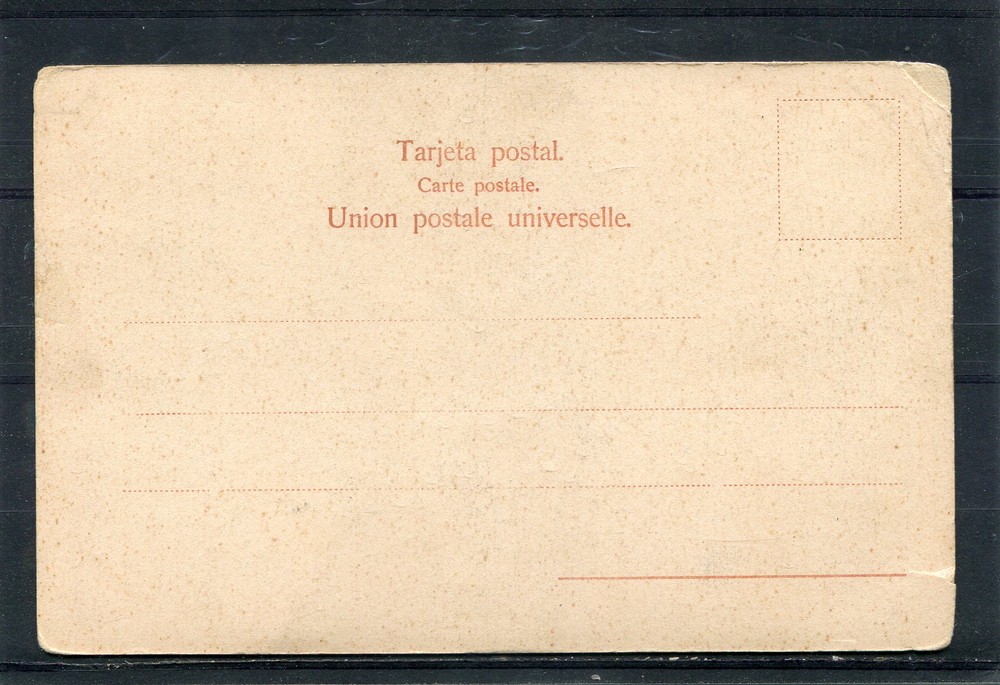 Tarjeta postal.
Carte postale.
Union postale universelle.